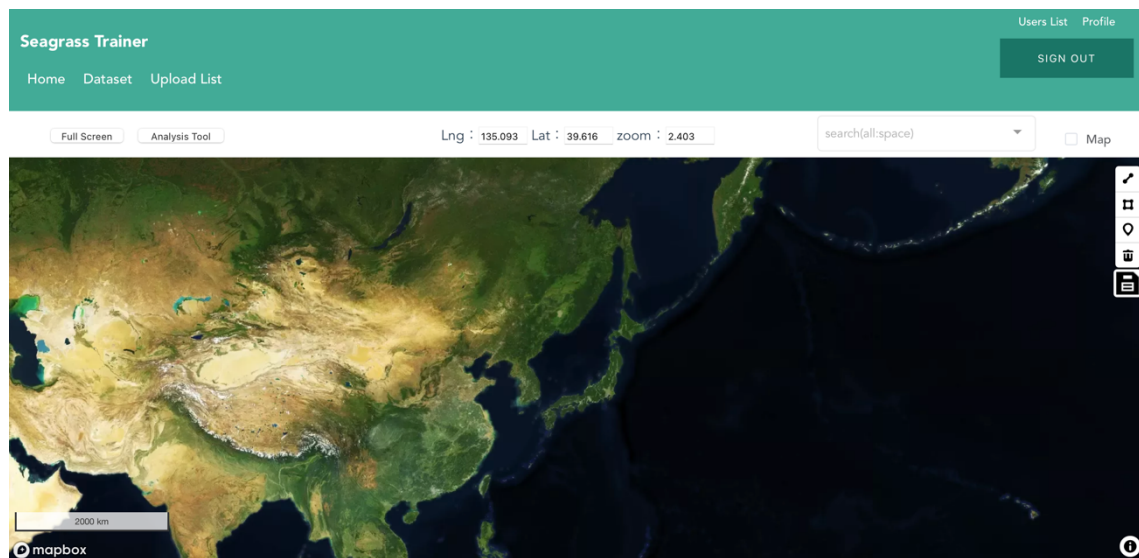 Users List Profile
Seagrass Trainer
SIGN OUT
Home Dataset Upload List
Full Screen Analysis Tool Lng : 135.093 Lat : 39.616 zoom : 2.403 search(all:space) Map
2000 km
mapbox